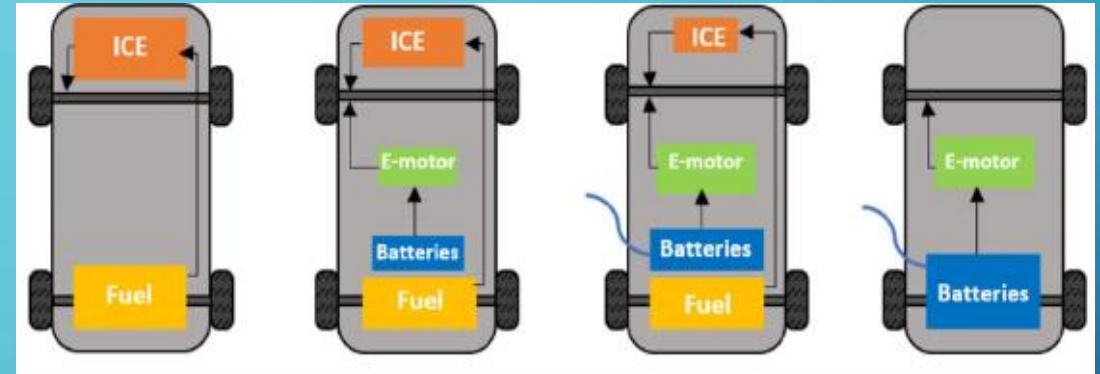 ICE
Fuel
ICE
E-motor
Batteries
Fuel
ICE
E-motor
Batteries
Fuel
E-motor
Batteries